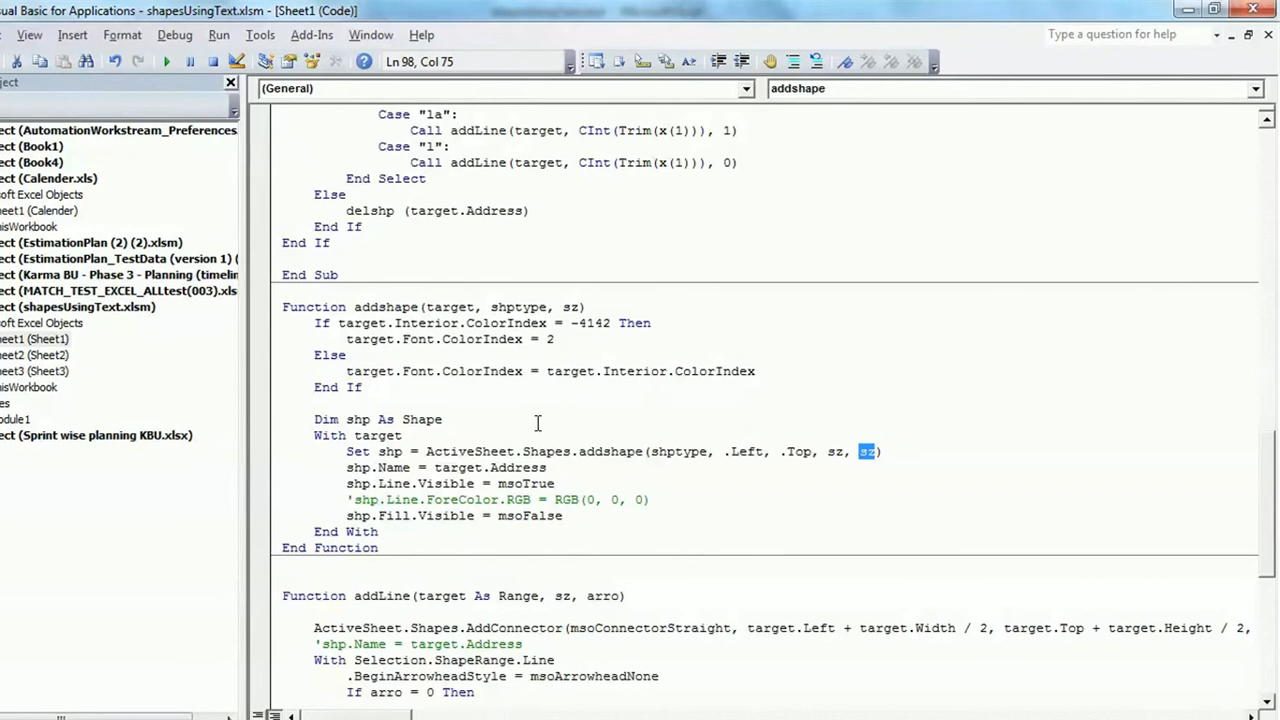 sual Basic for Applications - shapesUsingText.xlsm - [Sheet1 (Code)]
View Insert Format Debug Run Tools Add-Ins Window Help
Type a question for help
Ln 98, Col 75
ject
(General)
addshape
ect (AutomationWorkstream_Preferences.
ect (Book1)
ect (Book4)
ect (Calender.xls)
soft Excel Objects
heet1 (Calender)
hisWorkbook
ect (EstimationPlan (2) (2).xlsm)
ect (EstimationPlan_TestData (version 1) (
ect (Karma BU - Phase 3 - Planning (timelin
ect (MATCH_TEST_EXCEL_ALLtest(003).xls
ect (shapesUsingText.xlsm)
soft Excel Objects
heet1 (Sheet1)
heet2 (Sheet2)
heet3 (Sheet3)
hisWorkbook
es
odule1
ect (Sprint wise planning KBU.xlsx)
Case "la":
Call addLine(target, CInt(Trim(x(1))), 1)
Case "l":
Call addLine(target, CInt(Trim(x(1))), 0)
End Select
Else
delshp (target.Address)
End If
End If
End Sub
Function addshape(target, shptype, sz)
If target.Interior.ColorIndex = -4142 Then
target.Font.ColorIndex = 2
Else
target.Font.ColorIndex = target.Interior.ColorIndex
End If
Dim shp As Shape
With target
Set shp = ActiveSheet.Shapes.addshape(shptype, .Left, .Top, sz, sz)
shp.Name = target.Address
shp.Line.Visible = msoTrue
'shp.Line.ForeColor.RGB = RGB(0, 0, 0)
shp.Fill.Visible = msoFalse
End With
End Function
Function addLine(target As Range, sz, arro)
ActiveSheet.Shapes.AddConnector(msoConnectorStraight, target.Left + target.Width / 2, target.Top + target.Height / 2,
'shp.Name = target.Address
With Selection.ShapeRange.Line
.BeginArrowheadStyle = msoArrowheadNone
If arro = 0 Then